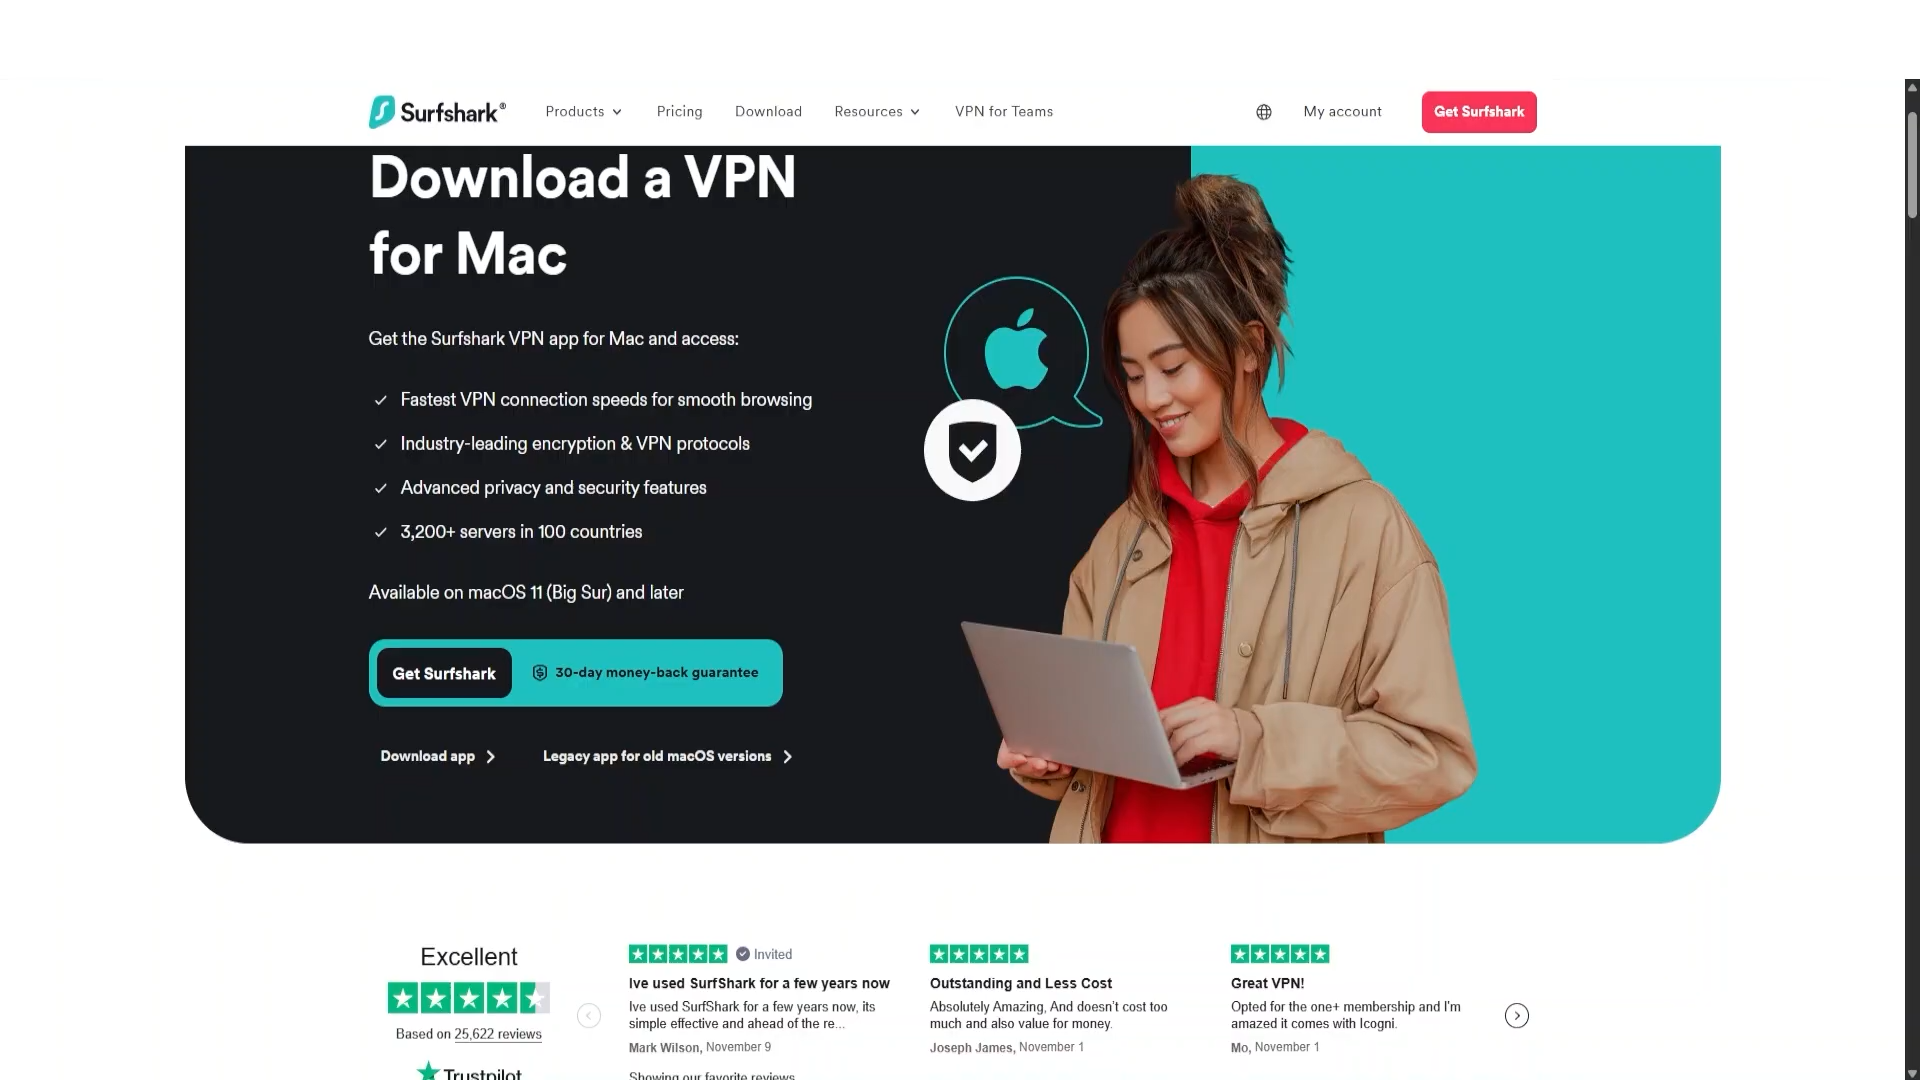 Surfshark®
Products
Pricing
Download
Resources
VPN for Teams
My account
Get Surfshark
Download a VPN
for Mac
Get the Surfshark VPN app for Mac and access:
Fastest VPN connection speeds for smooth browsing
Industry-leading encryption & VPN protocols
Advanced privacy and security features
3,200+ servers in 100 countries
Available on macOS 11 (Big Sur) and later
Get Surfshark
30-day money-back guarantee
Download app
Legacy app for old macOS versions
Excellent
Based on 25,622 reviews
Trustpilot
Invited
Ive used SurfShark for a few years now
Ive used SurfShark for a few years now, its
simple effective and ahead of the re...
Mark Wilson, November 9
Outstanding and Less Cost
Absolutely Amazing, And doesn't cost too
much and also value for money.
Joseph James, November 1
Great VPN!
Opted for the one+ membership and I'm
amazed it comes with Icogni.
Mo, November 1
Showing our favorite reviews